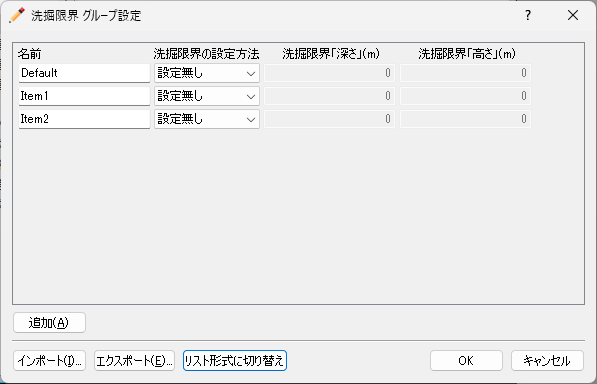 洗掘限界 グループ設定
名前 洗掘限界の設定方法 洗掘限界「深さ」(m) 洗掘限界「高さ」(m)
Default 設定無し 0 0
Item1 設定無し 0 0
Item2 設定無し 0 0
追加(A)
インポート(I)... エクスポート(E)... リスト形式に切り替え OK キャンセル